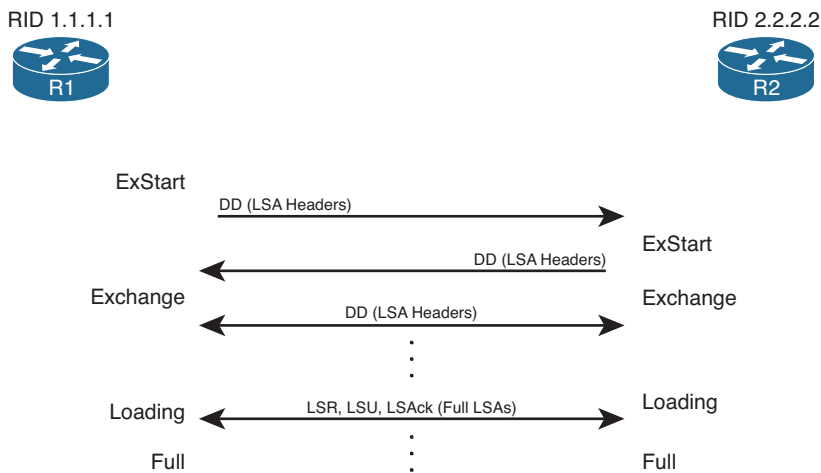 RID 1.1.1.1
RID 2.2.2.2
R1
R2
ExStart
DD (LSA Headers)
ExStart
DD (LSA Headers)
Exchange
Exchange
DD (LSA Headers)
Loading
LSR, LSU, LSAck (Full LSAs)
Loading
Full
Full